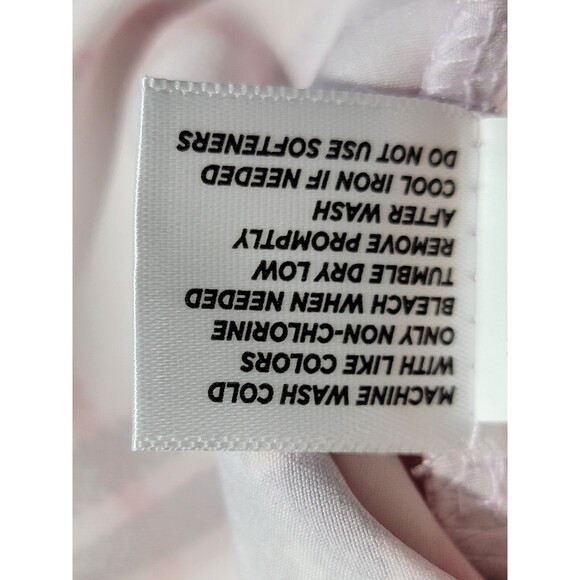 MACHINE WASH COLD
WITH LIKE COLORS
ONLY NON-CHLORINE
BLEACH WHEN NEEDED
TUMBLE DRY LOW
REMOVE PROMPTLY
AFTER WASH
COOL IRON IF NEEDED
DO NOT USE SOFTENERS